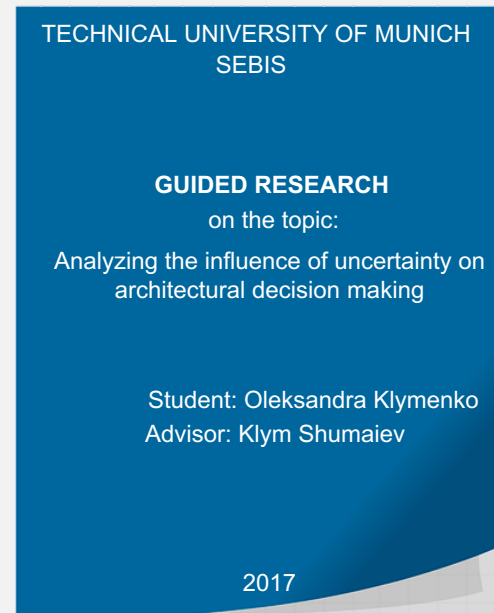 TECHNICAL UNIVERSITY OF MUNICH
SEBIS
GUIDED RESEARCH
on the topic:
Analyzing the influence of uncertainty on
architectural decision making
Student: Oleksandra Klymenko
Advisor: Klym Shumaiev
2017